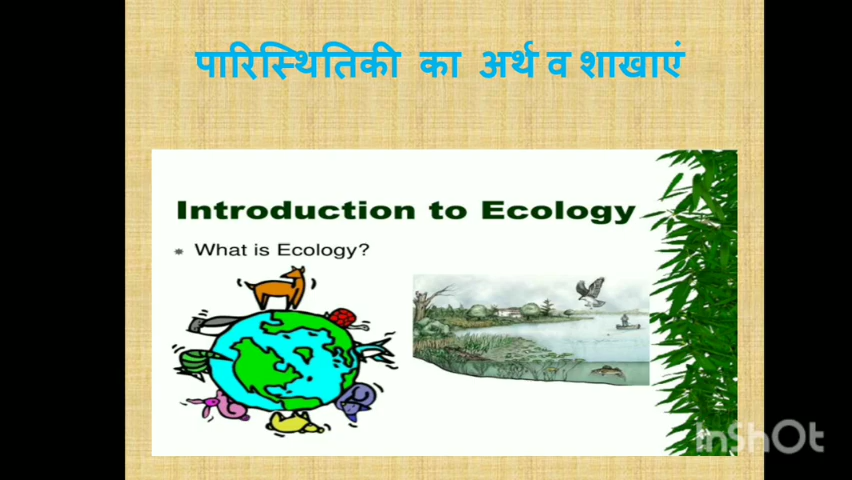 पारिस्थितिकी का अर्थ व शाखाएं
Introduction to Ecology
What is Ecology?
InShOt